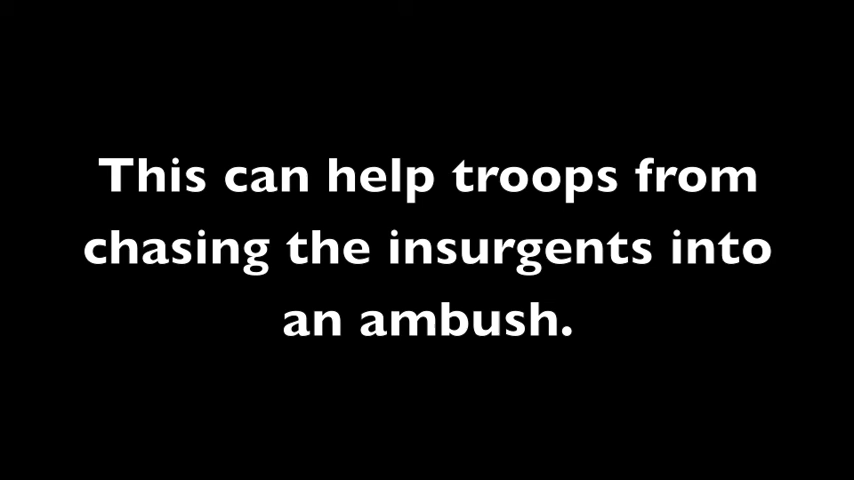 This can help troops from
chasing the insurgents into
an ambush.